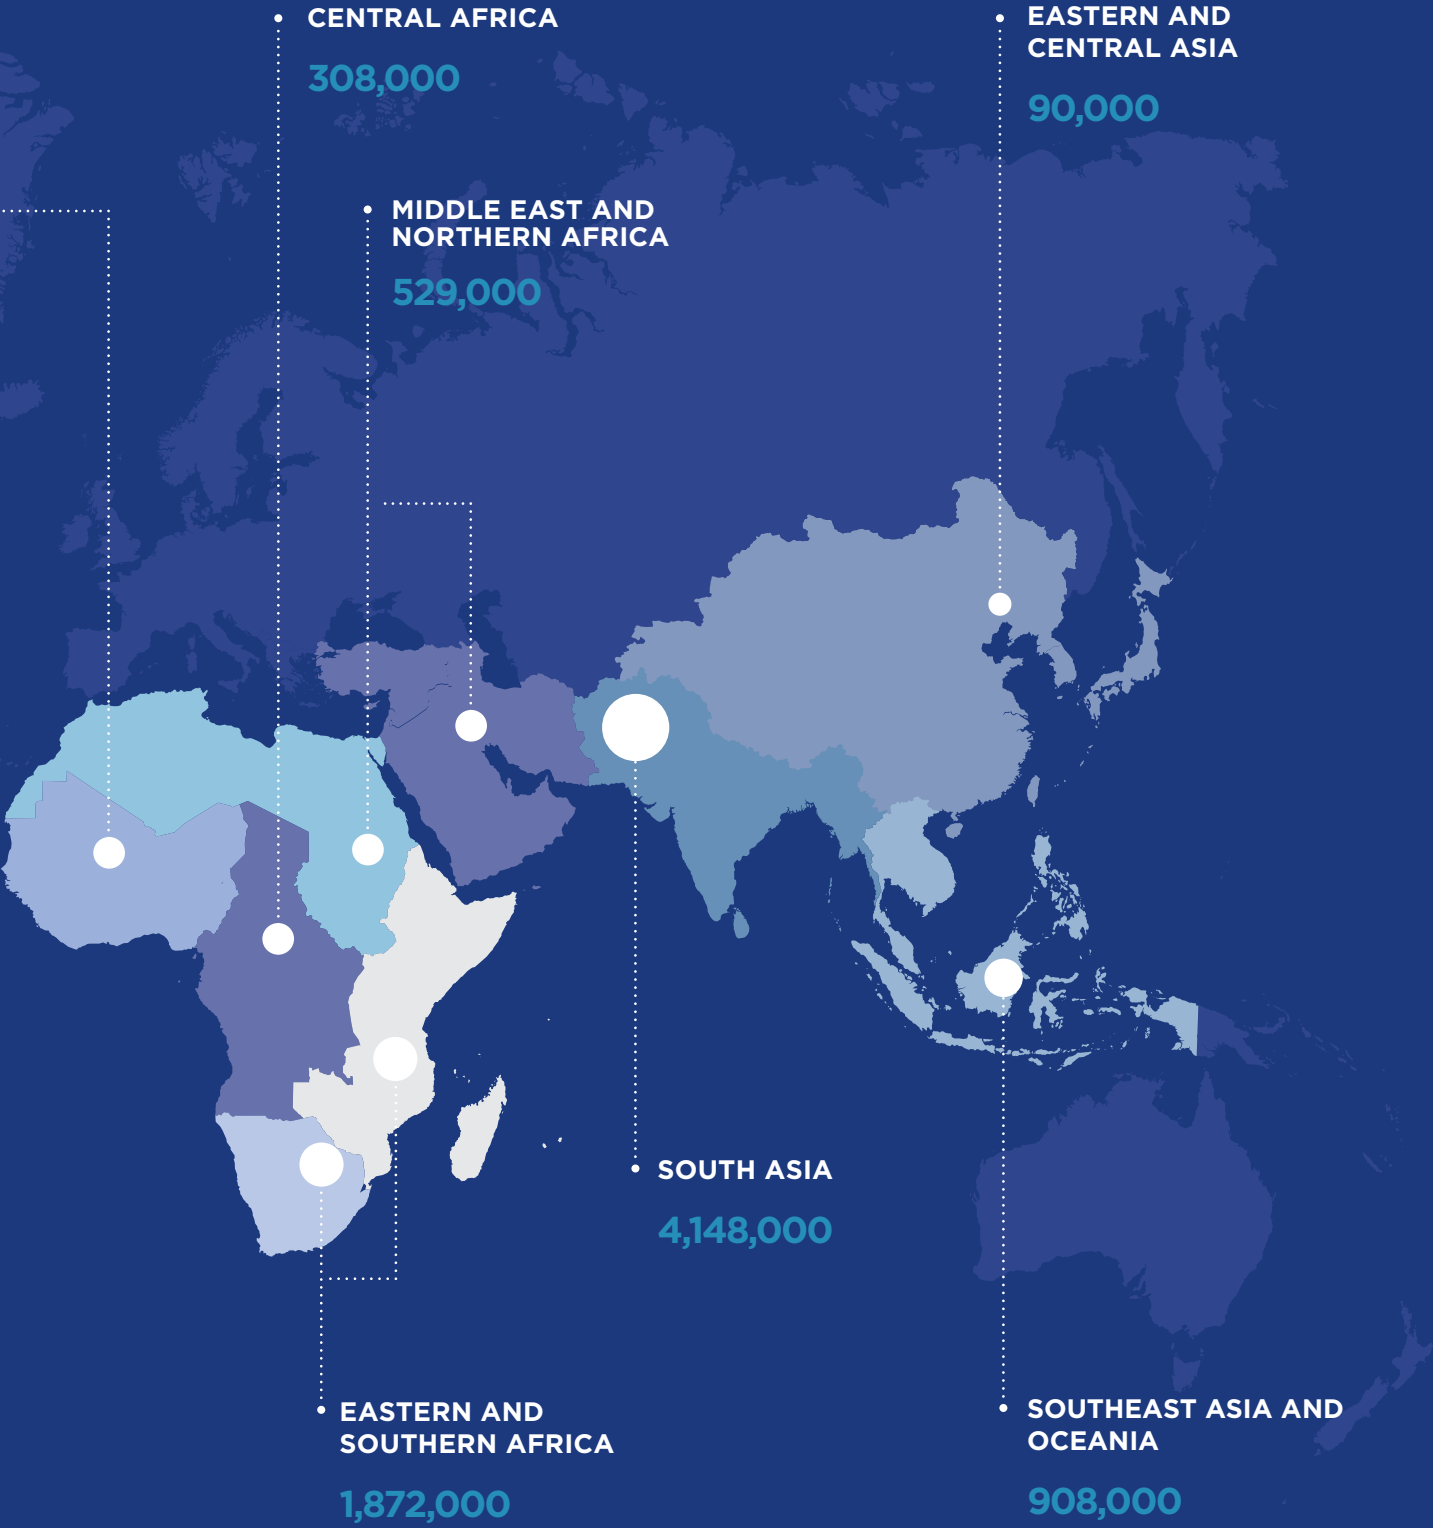 CENTRAL AFRICA
308,000
EASTERN AND
CENTRAL ASIA
90,000
MIDDLE EAST AND
NORTHERN AFRICA
529,000
SOUTH ASIA
4,148,000
EASTERN AND
SOUTHERN AFRICA
1,872,000
SOUTHEAST ASIA AND
OCEANIA
908,000